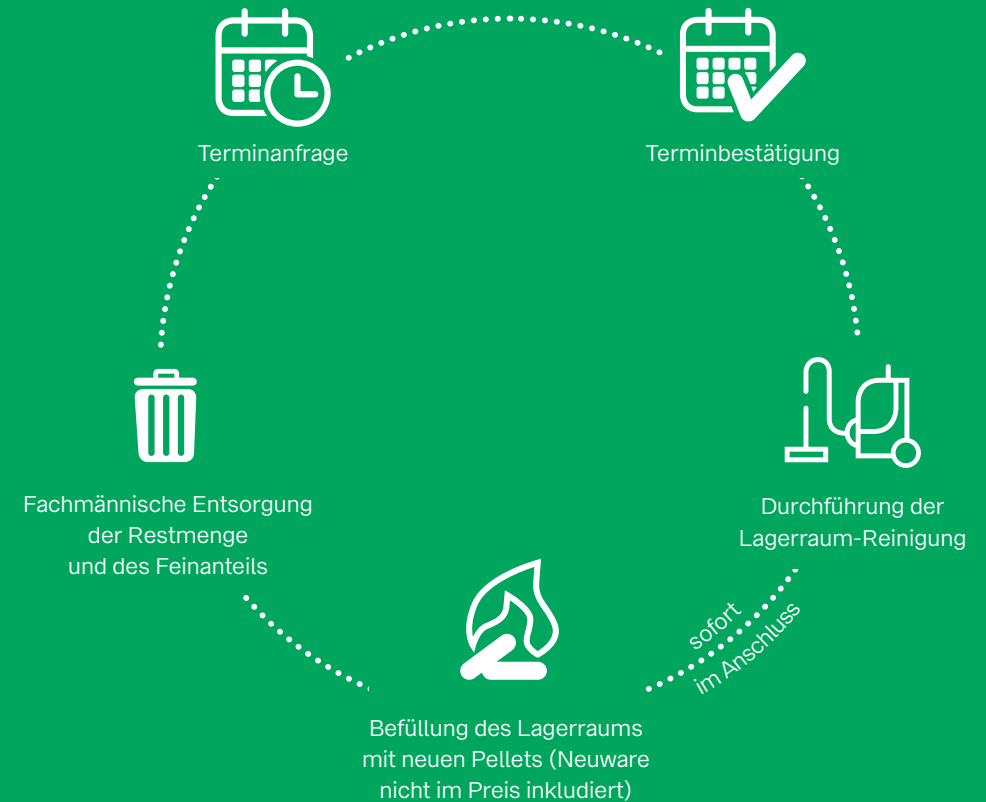 Terminanfrage
Terminbestätigung
Durchführung der
Lagerraum-Reinigung
sofort
im Anschluss
Befüllung des Lagerraums
mit neuen Pellets (Neuware
nicht im Preis inkludiert)
Fachmännische Entsorgung
der Restmenge
und des Feinanteils